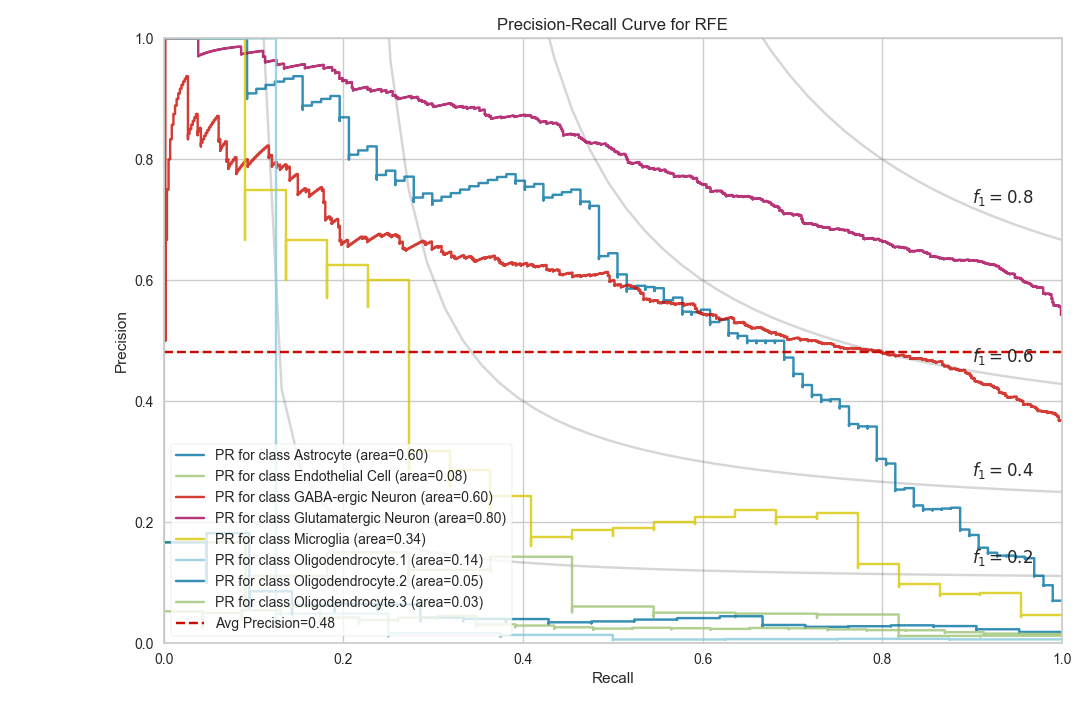 Precision-Recall Curve for RFE
1.0
0.8
0.6
0.4
0.2
0.0
Precision
f1 = 0.8
f1 = 0.6
f1 = 0.4
f1 = 0.2
PR for class Astrocyte (area=0.60)
PR for class Endothelial Cell (area=0.08)
PR for class GABA-ergic Neuron (area=0.60)
PR for class Glutamatergic Neuron (area=0.80)
PR for class Microglia (area=0.34)
PR for class Oligodendrocyte.1 (area=0.14)
PR for class Oligodendrocyte.2 (area=0.05)
PR for class Oligodendrocyte.3 (area=0.03)
Avg Precision=0.48
0.0 0.2 0.4 0.6 0.8 1.0
Recall